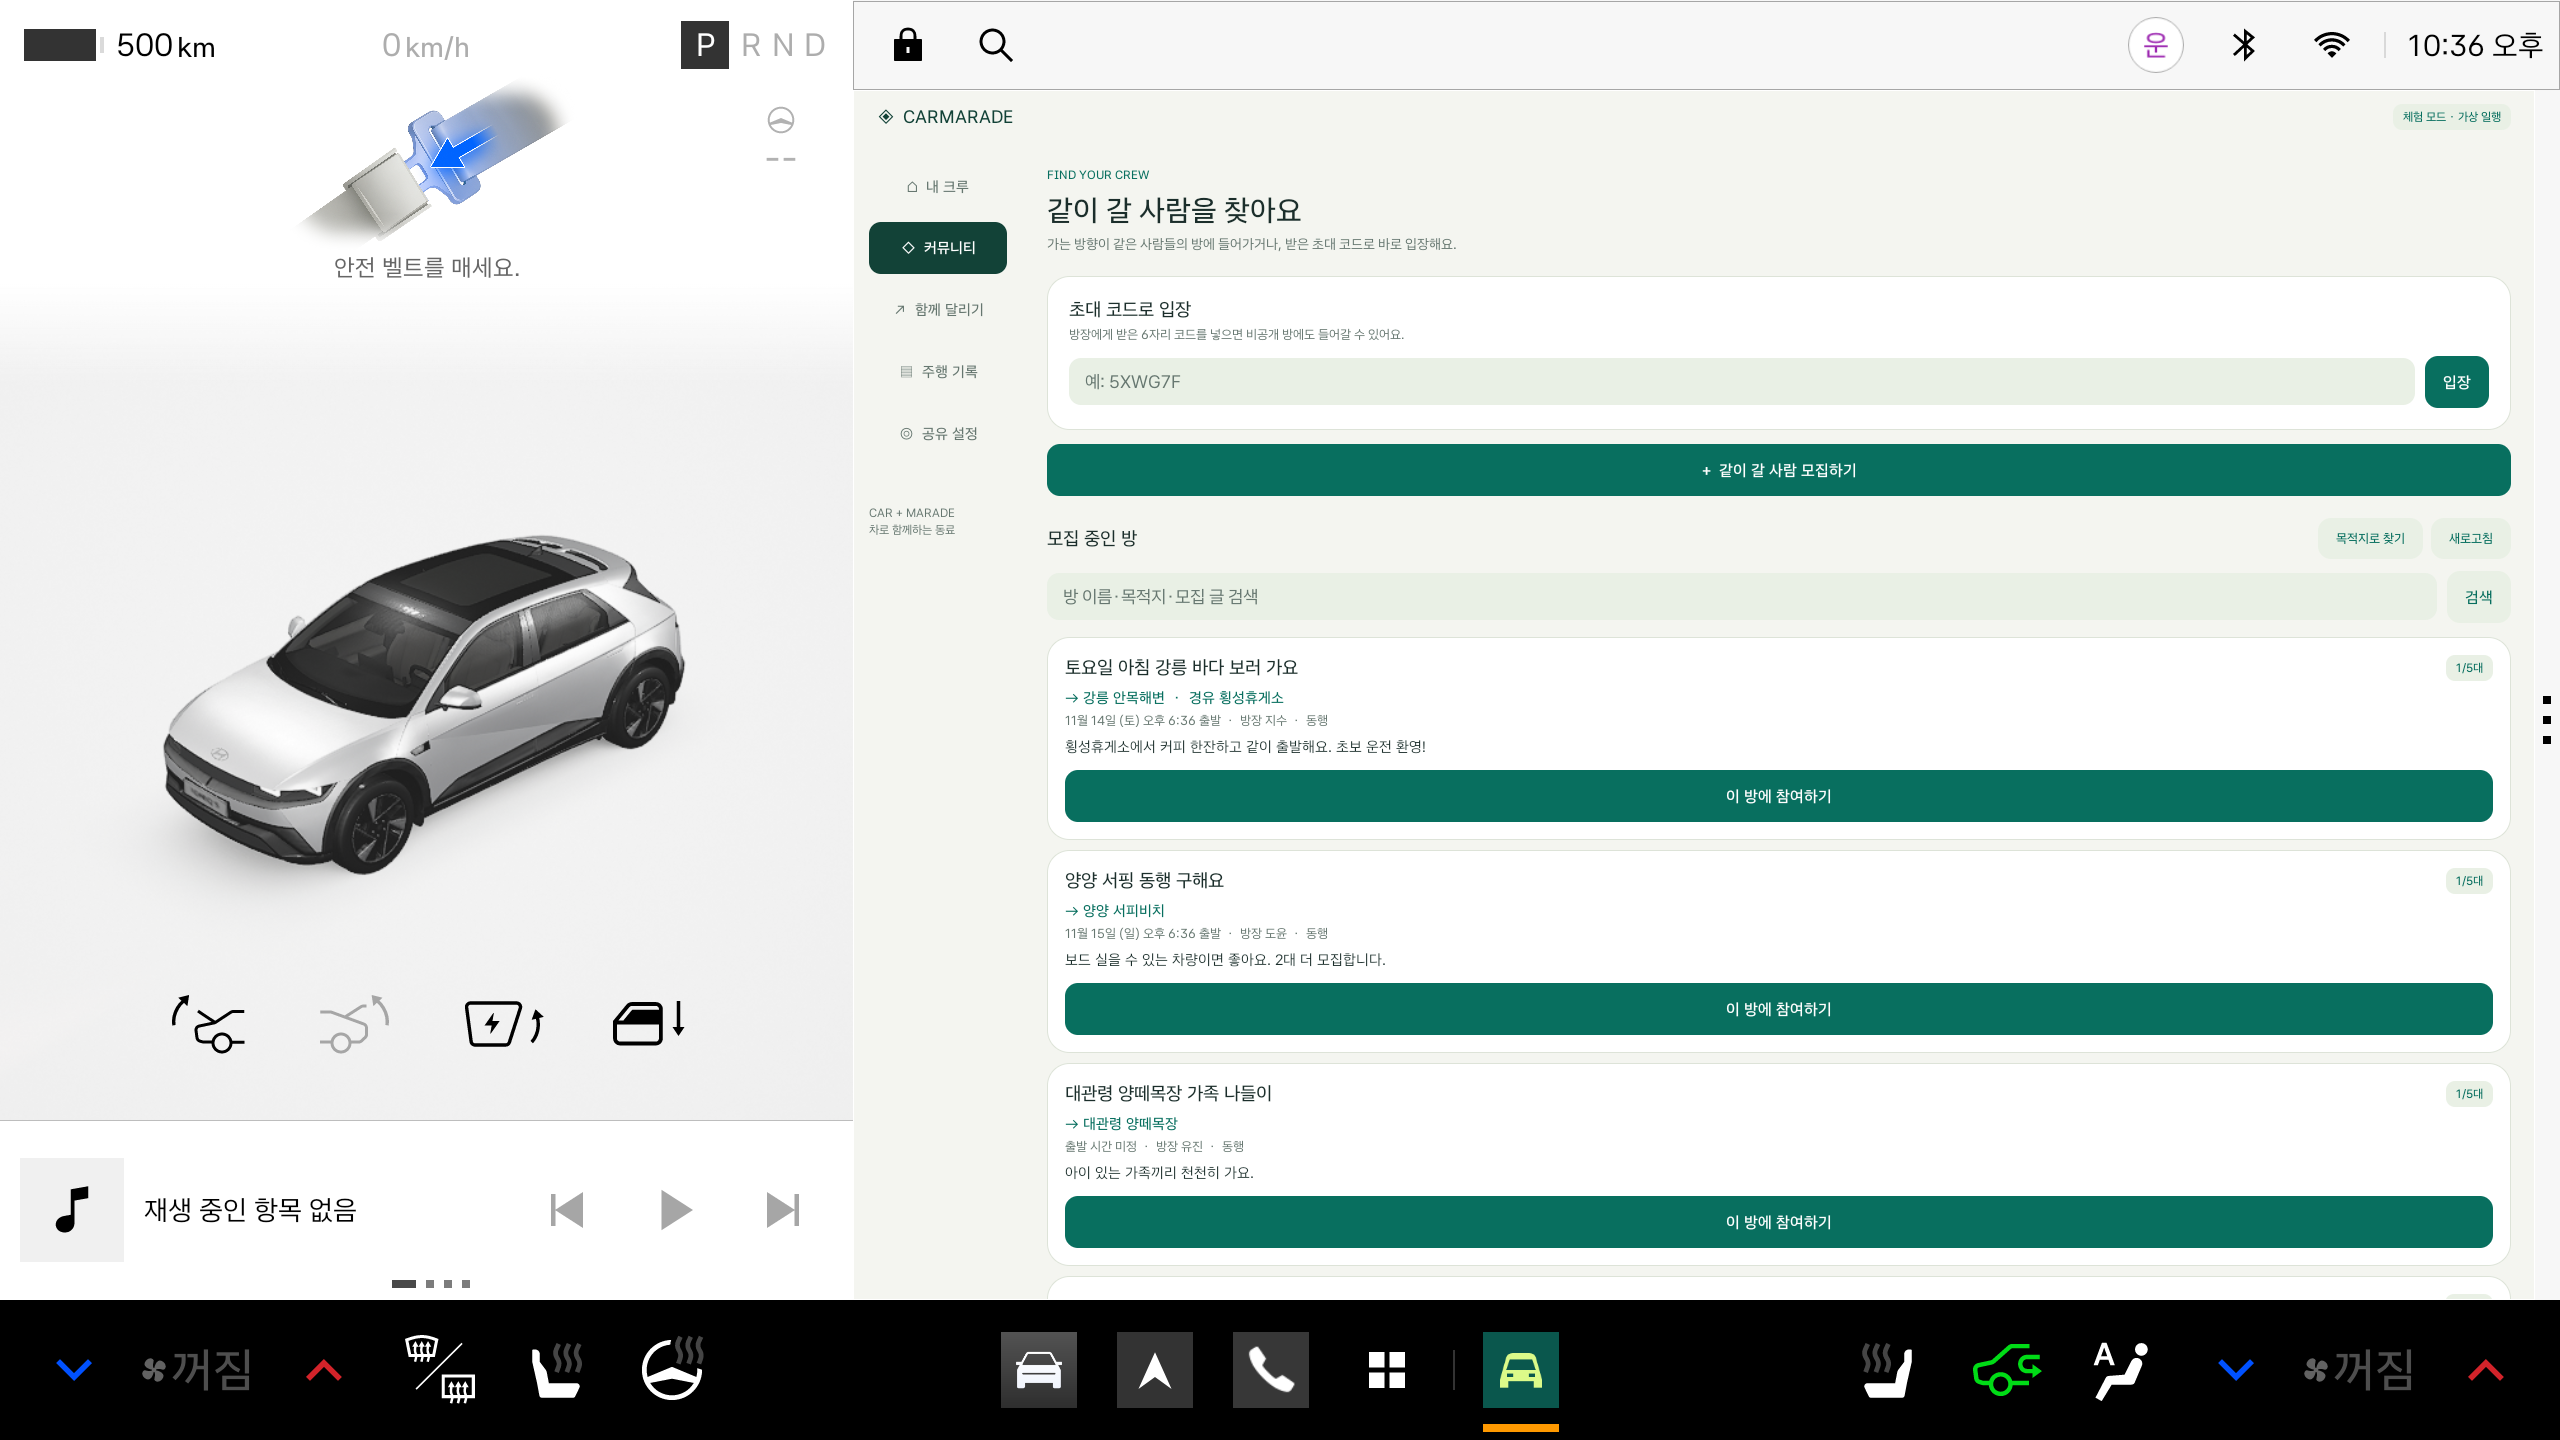 500 km
0 km/h
P R N D
안전 벨트를 매세요.
재생 중인 항목 없음
운
10:36 오후
CARMARADE
체험 모드 · 가상 일행
내 크루
커뮤니티
함께 달리기
주행 기록
공유 설정
CAR + MARADE
차로 함께하는 동료
FIND YOUR CREW
같이 갈 사람을 찾아요
가는 방향이 같은 사람들의 방에 들어가거나, 받은 초대 코드로 바로 입장해요.
초대 코드로 입장
방장에게 받은 6자리 코드를 넣으면 비공개 방에도 들어갈 수 있어요.
예: 5XWG7F
입장
+ 같이 갈 사람 모집하기
모집 중인 방
목적지로 찾기
새로고침
방 이름·목적지·모집 글 검색
검색
토요일 아침 강릉 바다 보러 가요
1/5대
→ 강릉 안목해변 · 경유 횡성휴게소
11월 14일 (토) 오후 6:36 출발 · 방장 지수 · 동행
횡성휴게소에서 커피 한잔하고 같이 출발해요. 초보 운전 환영!
이 방에 참여하기
양양 서핑 동행 구해요
1/5대
→ 양양 서피비치
11월 15일 (일) 오후 6:36 출발 · 방장 도윤 · 동행
보드 실을 수 있는 차량이면 좋아요. 2대 더 모집합니다.
이 방에 참여하기
대관령 양떼목장 가족 나들이
1/5대
→ 대관령 양떼목장
출발 시간 미정 · 방장 유진 · 동행
아이 있는 가족끼리 천천히 가요.
이 방에 참여하기
꺼짐
A
꺼짐